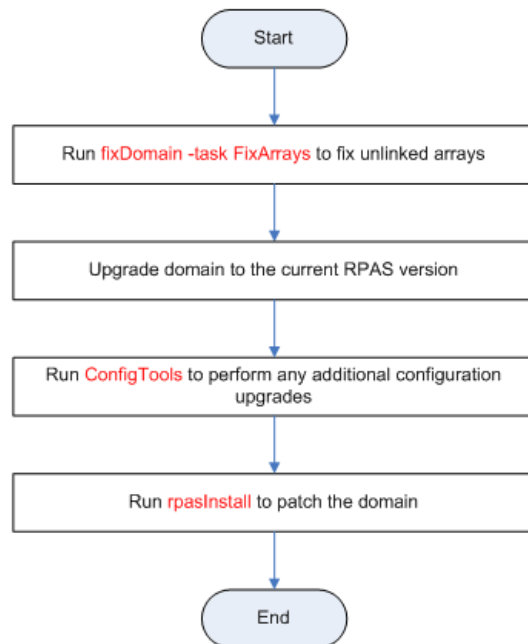 Start
Run fixDomain -task FixArrays to fix unlinked arrays
Upgrade domain to the current RPAS version
Run ConfigTools to perform any additional configuration
upgrades
Run rpasInstall to patch the domain
End